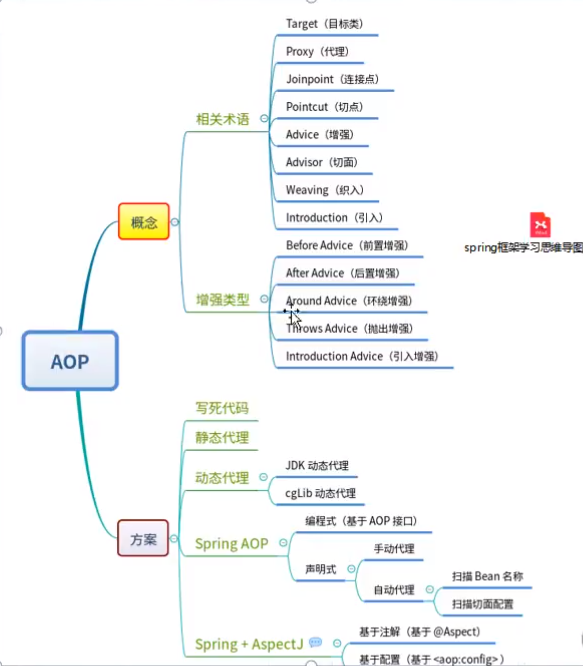 AOP
概念
相关术语
Target（目标类）
Proxy（代理）
Joinpoint（连接点）
Pointcut（切点）
Advice（增强）
Advisor（切面）
Weaving（织入）
Introduction（引入）
增强类型
Before Advice（前置增强）
After Advice（后置增强）
Around Advice（环绕增强）
Throws Advice（抛出增强）
Introduction Advice（引入增强）
spring框架学习思维导图
方案
写死代码
静态代理
动态代理
JDK 动态代理
cgLib 动态代理
Spring AOP
编程式（基于 AOP 接口）
声明式
手动代理
自动代理
扫描 Bean 名称
扫描切面配置
Spring + AspectJ
基于注解（基于 @Aspect）
基于配置（基于 <aop:config> ）